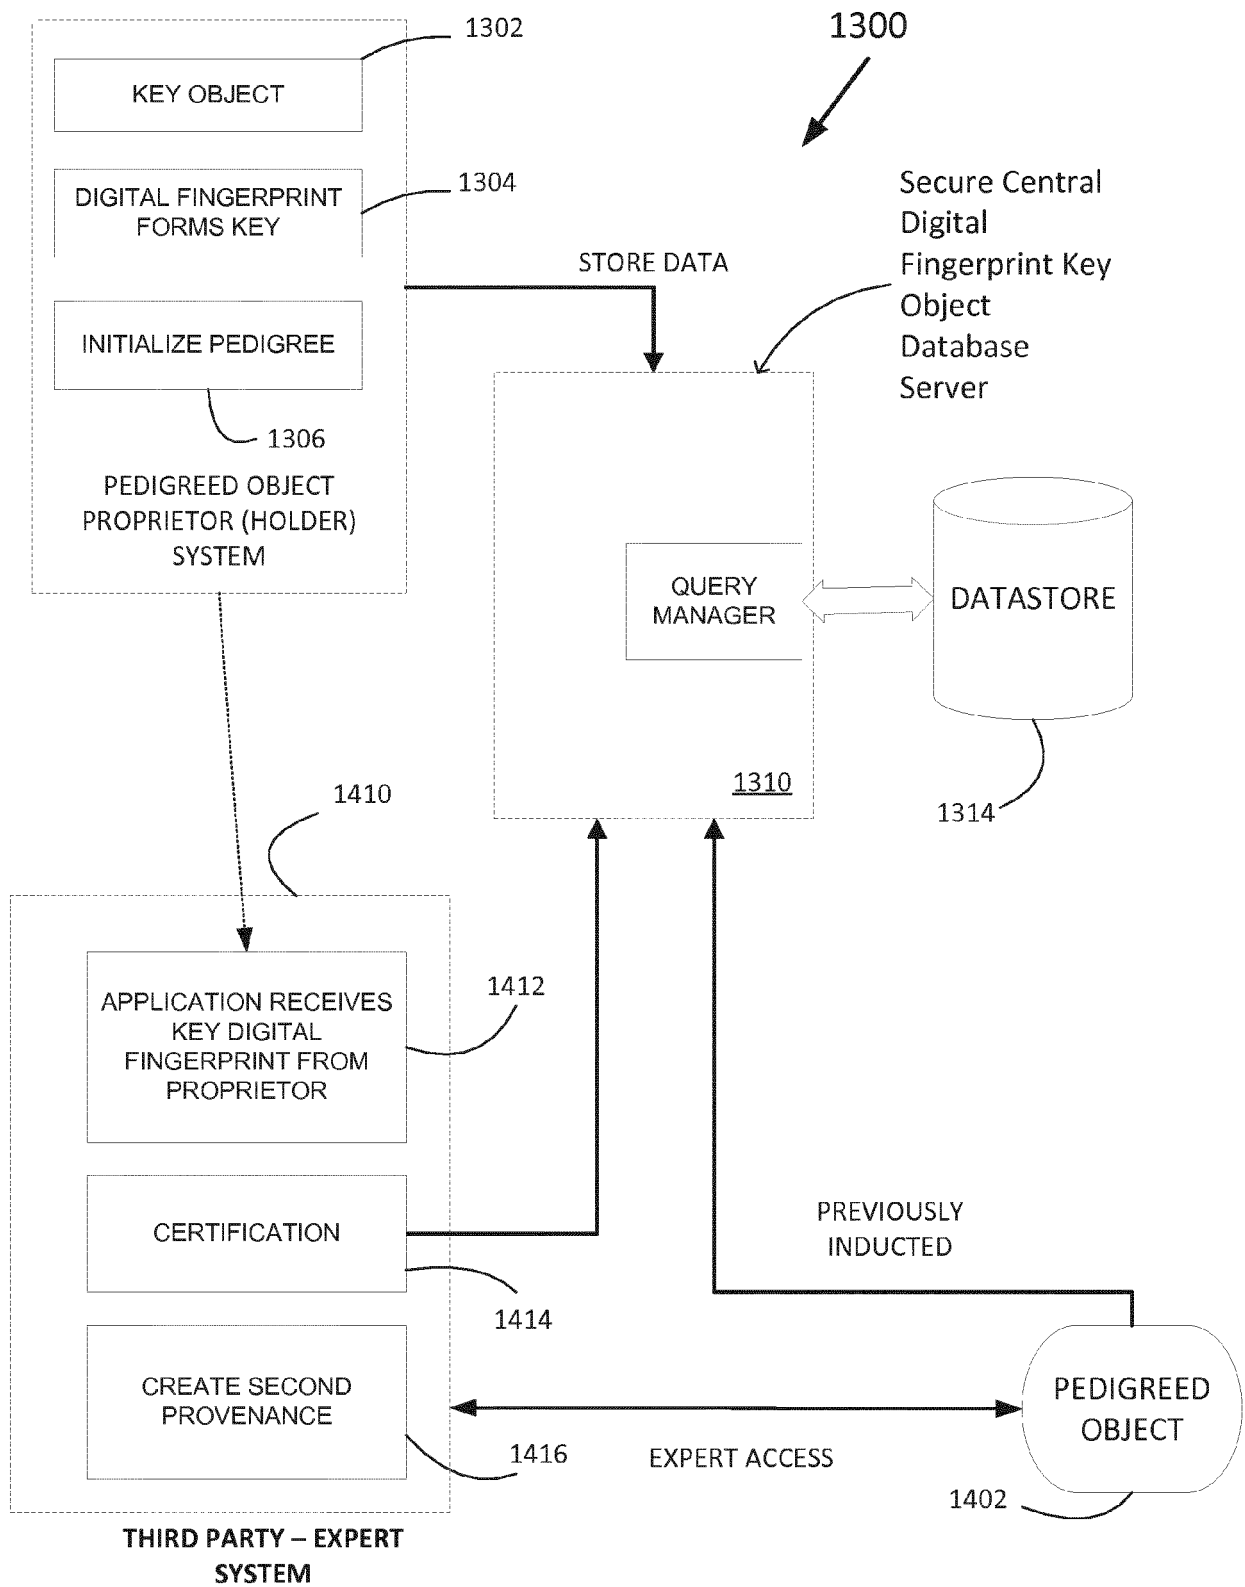 1302
1300
KEY OBJECT
1304
DIGITAL FINGERPRINT
FORMS KEY
Secure Central
Digital
Fingerprint Key
Object
Database
Server
STORE DATA
INITIALIZE PEDIGREE
1306
PEDIGREED OBJECT
PROPRIETOR (HOLDER)
SYSTEM
QUERY
MANAGER
DATASTORE
1310
1314
1410
APPLICATION RECEIVES
KEY DIGITAL
FINGERPRINT FROM
PROPRIETOR
1412
CERTIFICATION
1414
PREVIOUSLY
INDUCTED
CREATE SECOND
PROVENANCE
1416
EXPERT ACCESS
PEDIGREED
OBJECT
1402
THIRD PARTY – EXPERT
SYSTEM